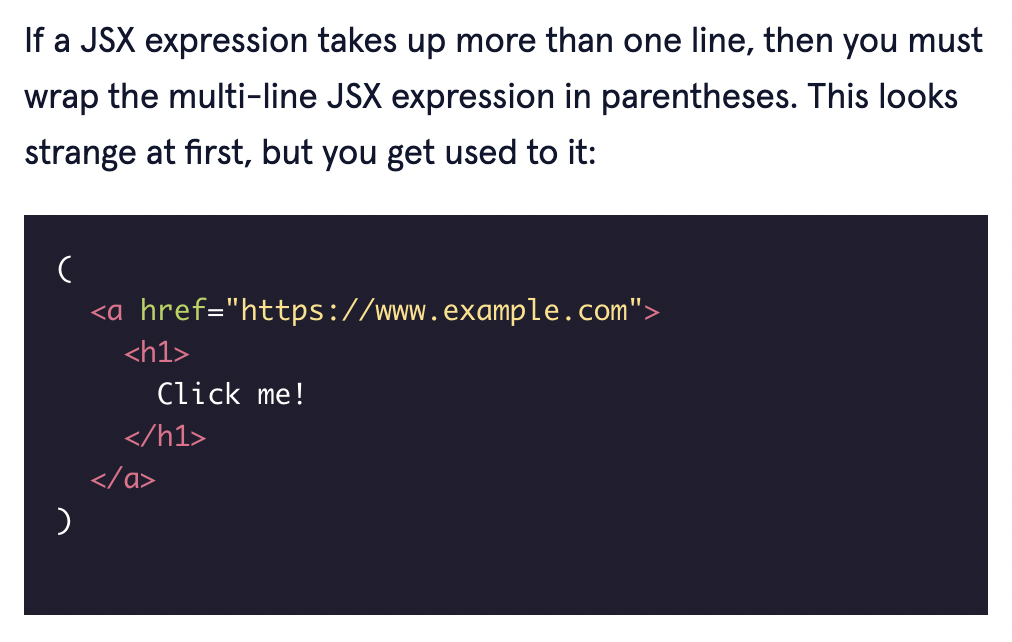 If a JSX expression takes up more than one line, then you must
wrap the multi-line JSX expression in parentheses. This looks
strange at first, but you get used to it:
(
  <a href="https://www.example.com">
    <h1>
      Click me!
    </h1>
  </a>
)